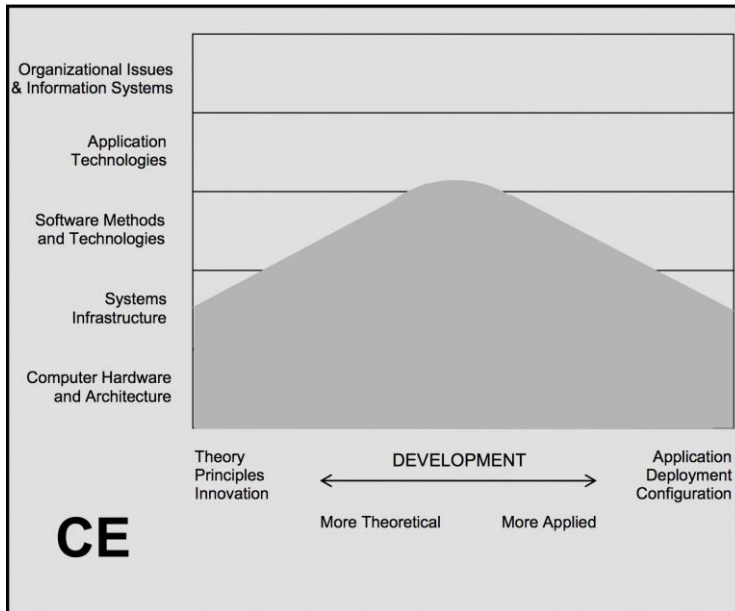 Organizational Issues
& Information Systems
Application
Technologies
Software Methods
and Technologies
Systems
Infrastructure
Computer Hardware
and Architecture
Theory
Principles
Innovation
DEVELOPMENT
Application
Deployment
Configuration
More Theoretical
More Applied
CE